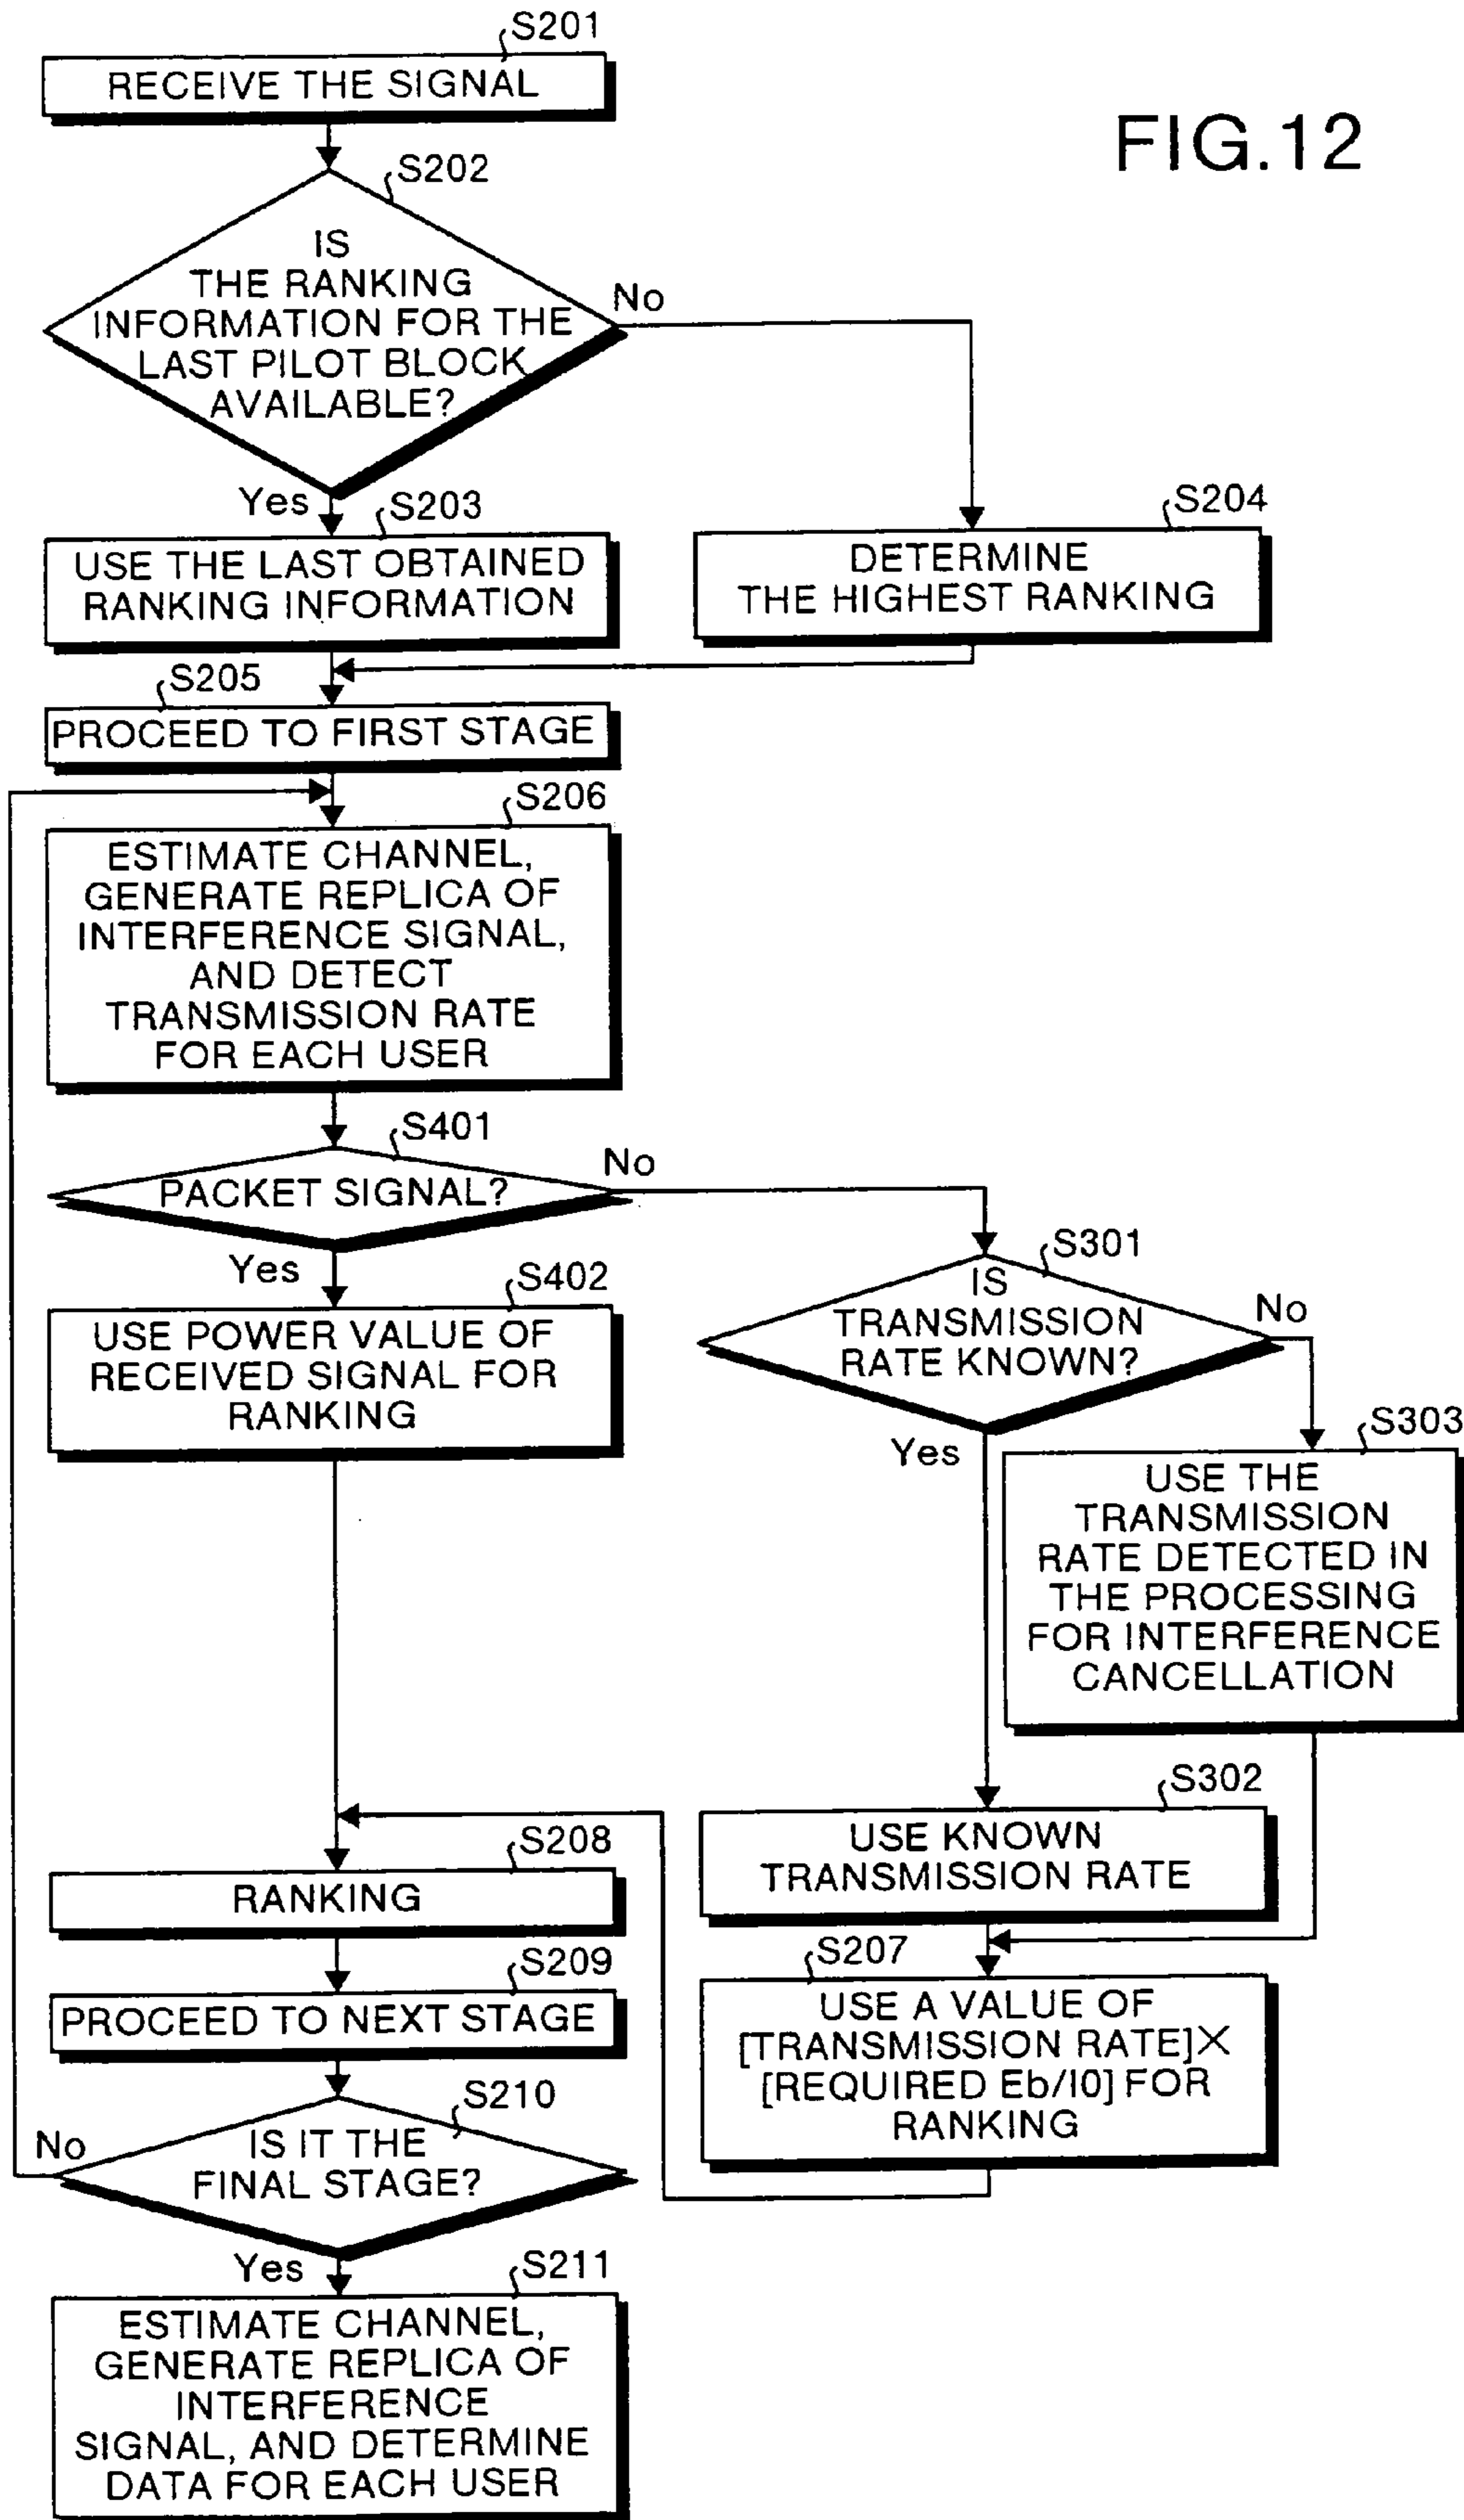 S201
RECEIVE THE SIGNAL
FIG.12
S202
IS
THE RANKING
INFORMATION FOR THE
LAST PILOT BLOCK
AVAILABLE?
No
Yes
S203
USE THE LAST OBTAINED
RANKING INFORMATION
S204
DETERMINE
THE HIGHEST RANKING
S205
PROCEED TO FIRST STAGE
S206
ESTIMATE CHANNEL,
GENERATE REPLICA OF
INTERFERENCE SIGNAL,
AND DETECT
TRANSMISSION RATE
FOR EACH USER
S401
PACKET SIGNAL?
No
Yes
S402
USE POWER VALUE OF
RECEIVED SIGNAL FOR
RANKING
S301
IS
TRANSMISSION
RATE KNOWN?
No
Yes
S303
USE THE
TRANSMISSION
RATE DETECTED IN
THE PROCESSING
FOR INTERFERENCE
CANCELLATION
S302
USE KNOWN
TRANSMISSION RATE
S207
USE A VALUE OF
[TRANSMISSION RATE]×
[REQUIRED Eb/I0] FOR
RANKING
S208
RANKING
S209
PROCEED TO NEXT STAGE
S210
IS IT THE
FINAL STAGE?
No
Yes
S211
ESTIMATE CHANNEL,
GENERATE REPLICA OF
INTERFERENCE
SIGNAL, AND DETERMINE
DATA FOR EACH USER